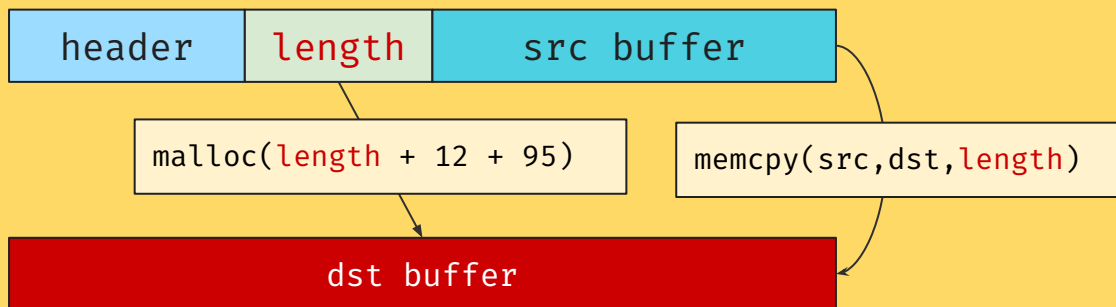 header
length
src buffer
malloc(length + 12 + 95)
memcpy(src,dst,length)
dst buffer